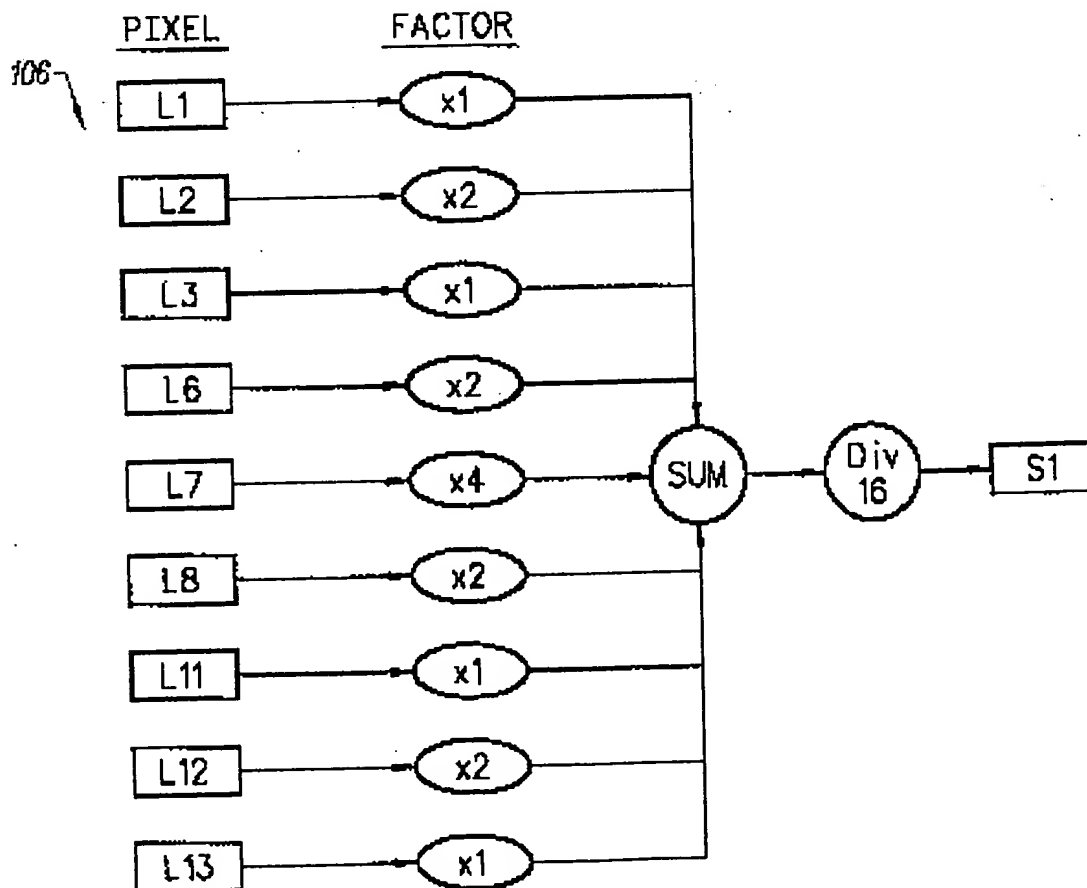 PIXEL FACTOR
106
L1 x1
L2 x2
L3 x1
L6 x2
L7 x4 SUM Div 16 S1
L8 x2
L11 x1
L12 x2
L13 x1